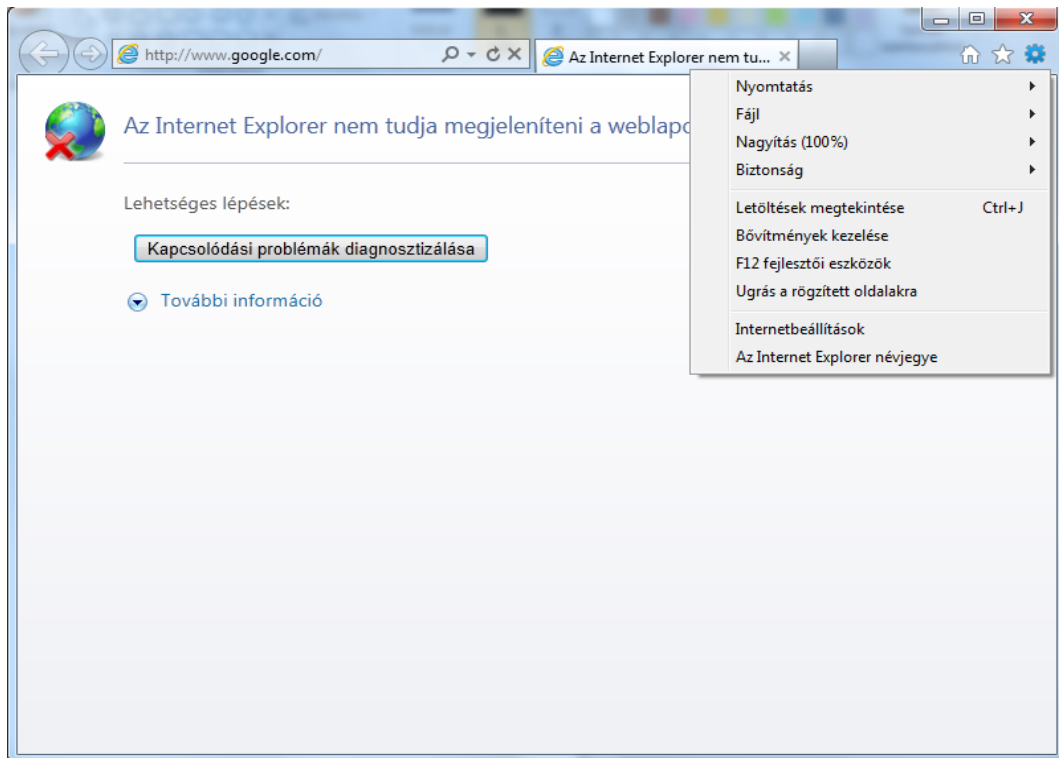 http://www.google.com/
Az Internet Explorer nem tu...
Az Internet Explorer nem tudja megjeleníteni a weblapo
Lehetséges lépések:
Kapcsolódási problémák diagnosztizálása
További információ
Nyomtatás
Fájl
Nagyítás (100%)
Biztonság
Letöltések megtekintése Ctrl+J
Bővítmények kezelése
F12 fejlesztői eszközök
Ugrás a rögzített oldalakra
Internetbeállítások
Az Internet Explorer névjegye